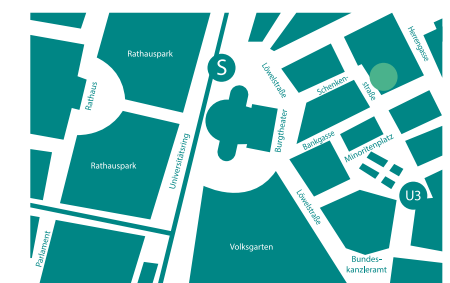 Rathauspark
S
Löwelstraße
Herrengasse
Schenken-
straße
Rathaus
Burgtheater
Bankgasse
Minoritenplatz
Universitätsring
Rathauspark
U3
Löwelstraße
Parlament
Volksgarten
Bundes-
kanzleramt